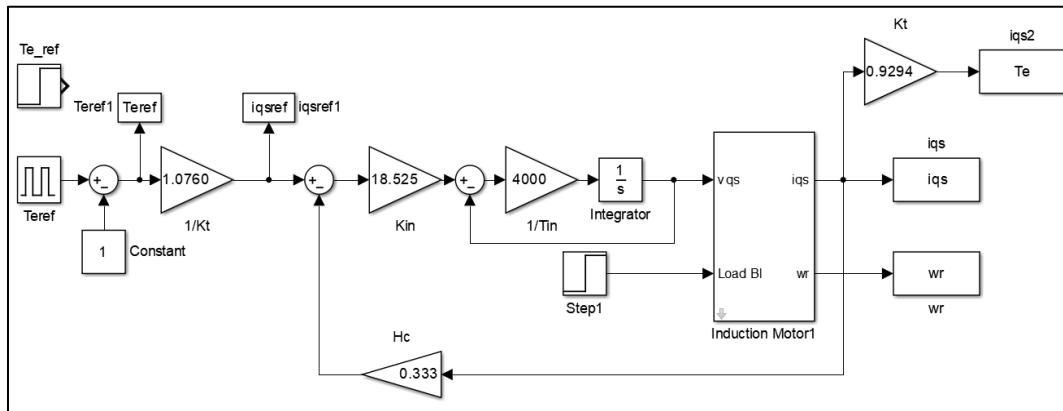 Kt
iqs2
Te_ref
0.9294
Te
Teref1
Teref
iqsref
iqsref1
iqs
vqs
iqs
iqs
+
-
1.0760
+
-
18.525
+
-
4000
1
s
Teref
1/Kt
Kin
1/Tin
Integrator
1
Constant
Load Bl
wr
wr
wr
Step1
Induction Motor1
Hc
0.333